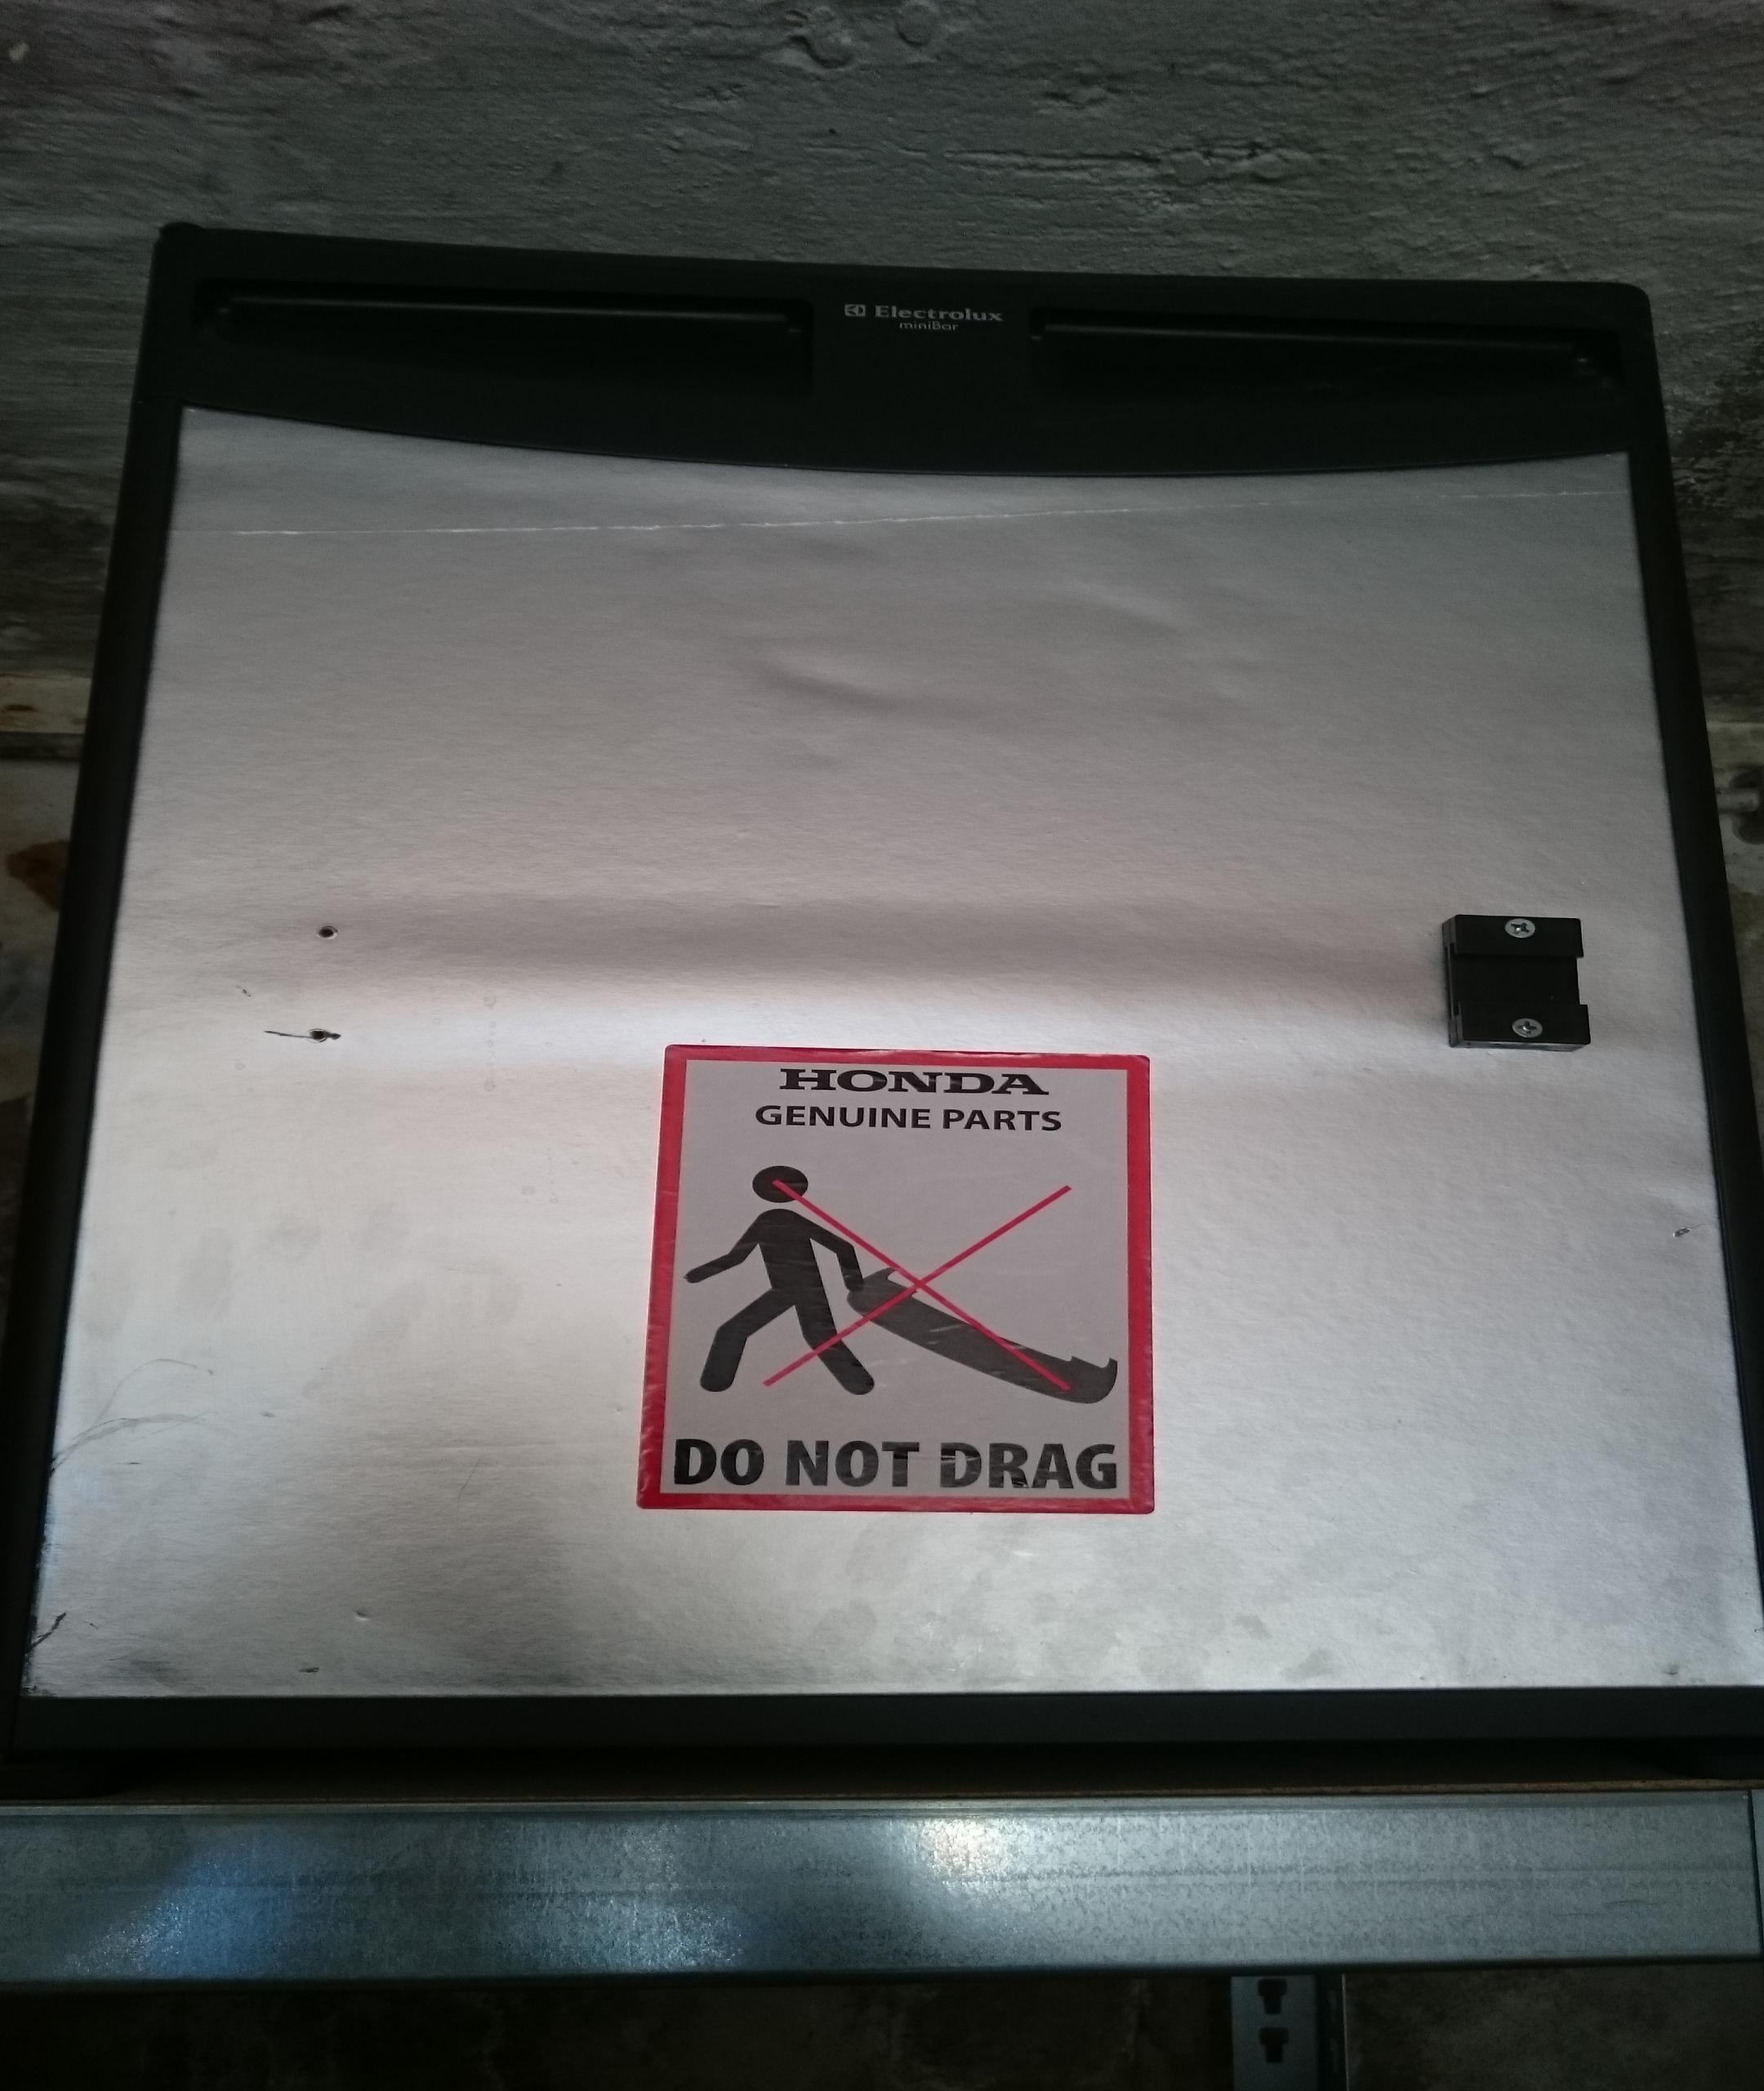 Electrolux
miniBar
HONDA
GENUINE PARTS
DO NOT DRAG